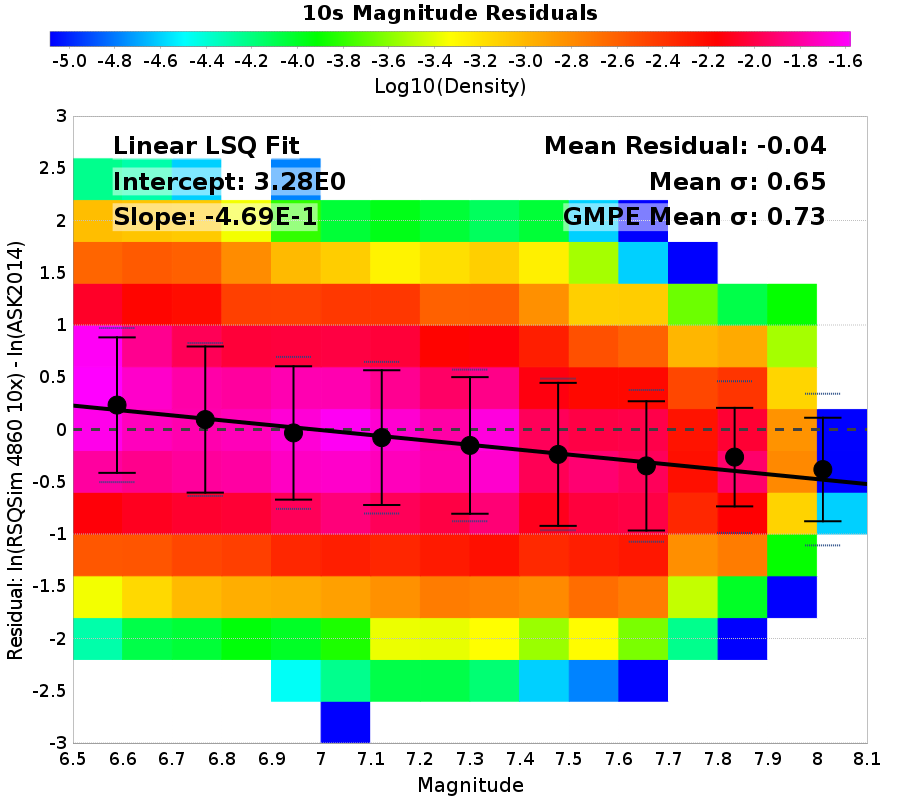 10s Magnitude Residuals
-5.0 -4.8 -4.6 -4.4 -4.2 -4.0 -3.8 -3.6 -3.4 -3.2 -3.0 -2.8 -2.6 -2.4 -2.2 -2.0 -1.8 -1.6
Log10(Density)
Linear LSQ Fit
Intercept: 3.28E0
Slope: -4.69E-1
Mean Residual: -0.04
Mean σ: 0.65
GMPE Mean σ: 0.73
Residual: ln(RSQSim 4860 10x) - ln(ASK2014)
3
2.5
2
1.5
1
0.5
0
-0.5
-1
-1.5
-2
-2.5
-3
6.5 6.6 6.7 6.8 6.9 7 7.1 7.2 7.3 7.4 7.5 7.6 7.7 7.8 7.9 8 8.1
Magnitude